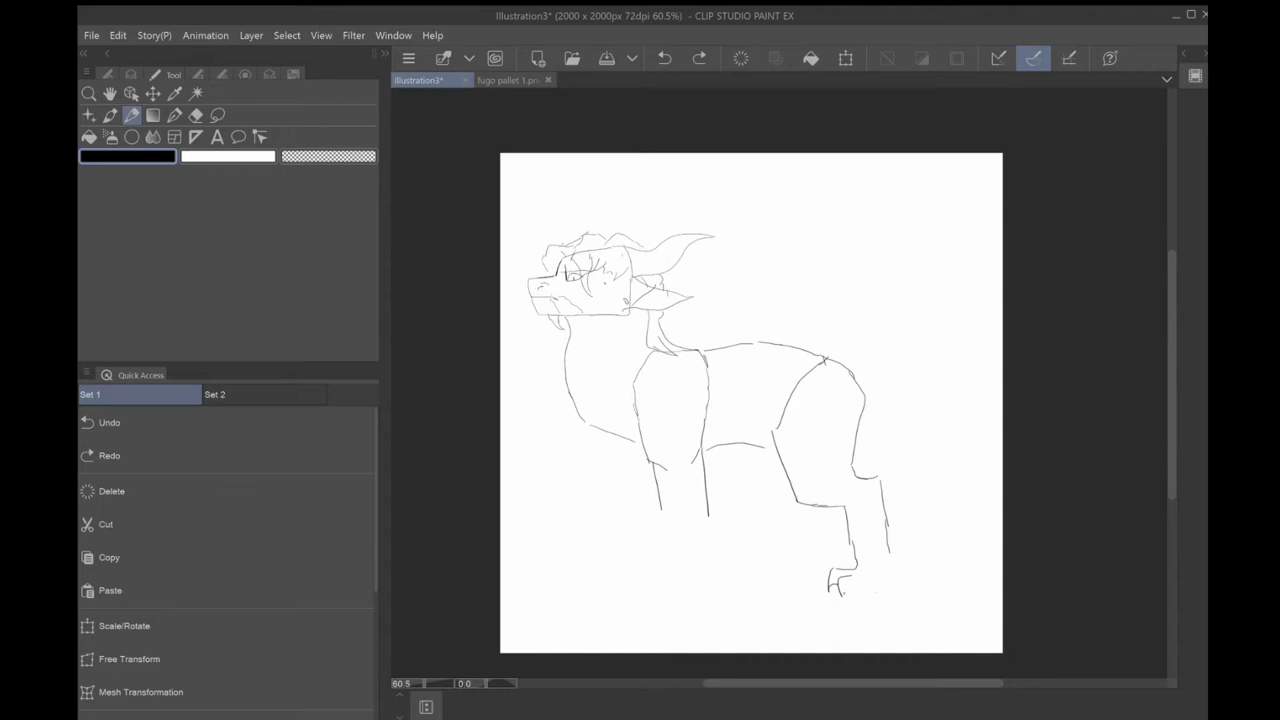 Illustration3* (2000 x 2000px 72dpi 60.5%) - CLIP STUDIO PAINT EX
File Edit Story(P) Animation Layer Select View Filter Window Help
Tool
Illustration3* fugo pallet 1.pn
Quick Access
Set 1 Set 2
Undo
Redo
Delete
Cut
Copy
Paste
Scale/Rotate
Free Transform
Mesh Transformation
60.5 0.0